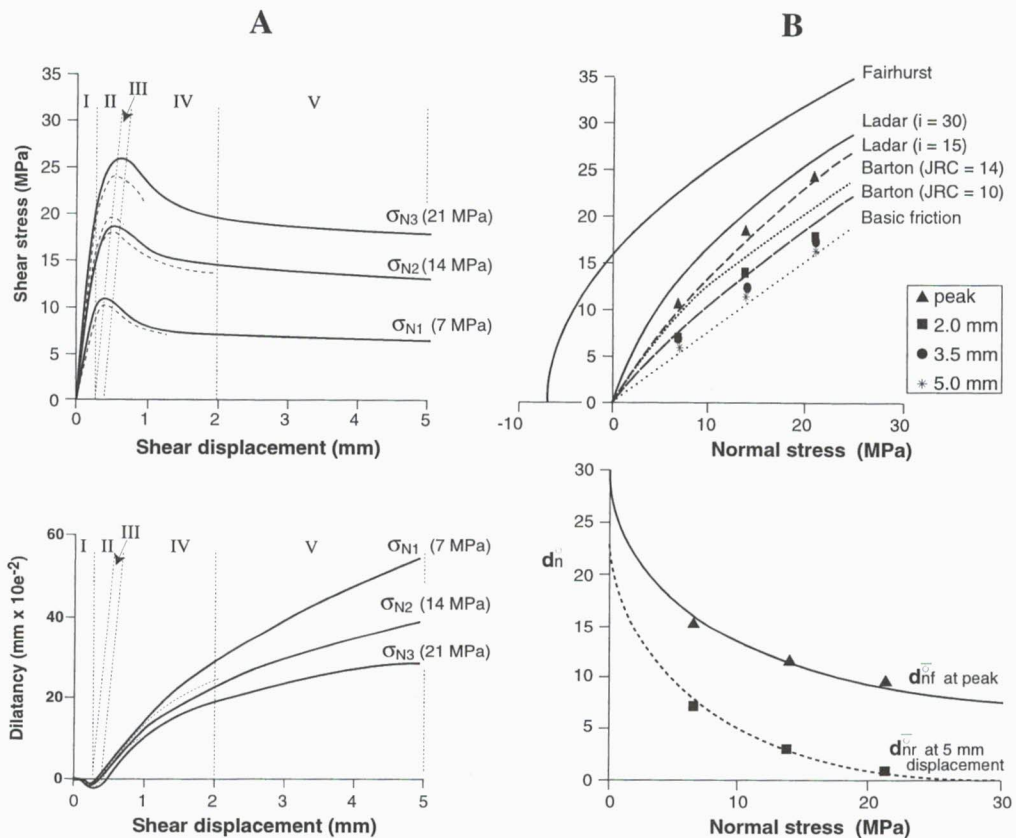 A
B
35
30
25
20
15
10
5
0
Shear stress (MPa)
I
II
III
IV
V
σN3 (21 MPa)
σN2 (14 MPa)
σN1 (7 MPa)
0
1
2
3
4
5
Shear displacement (mm)
35
30
25
20
15
10
5
0
Fairhurst
Ladar (i = 30)
Ladar (i = 15)
Barton (JRC = 14)
Barton (JRC = 10)
Basic friction
▲ peak
■ 2.0 mm
● 3.5 mm
* 5.0 mm
-10
0
10
20
30
Normal stress (MPa)
60
40
20
0
Dilatancy (mm x 10e-2)
I
II
III
IV
V
σN1 (7 MPa)
σN2 (14 MPa)
σN3 (21 MPa)
0
1
2
3
4
5
Shear displacement (mm)
30
25
20
15
10
5
0
dnf at peak
dnr at 5 mm
displacement
0
10
20
30
Normal stress (MPa)